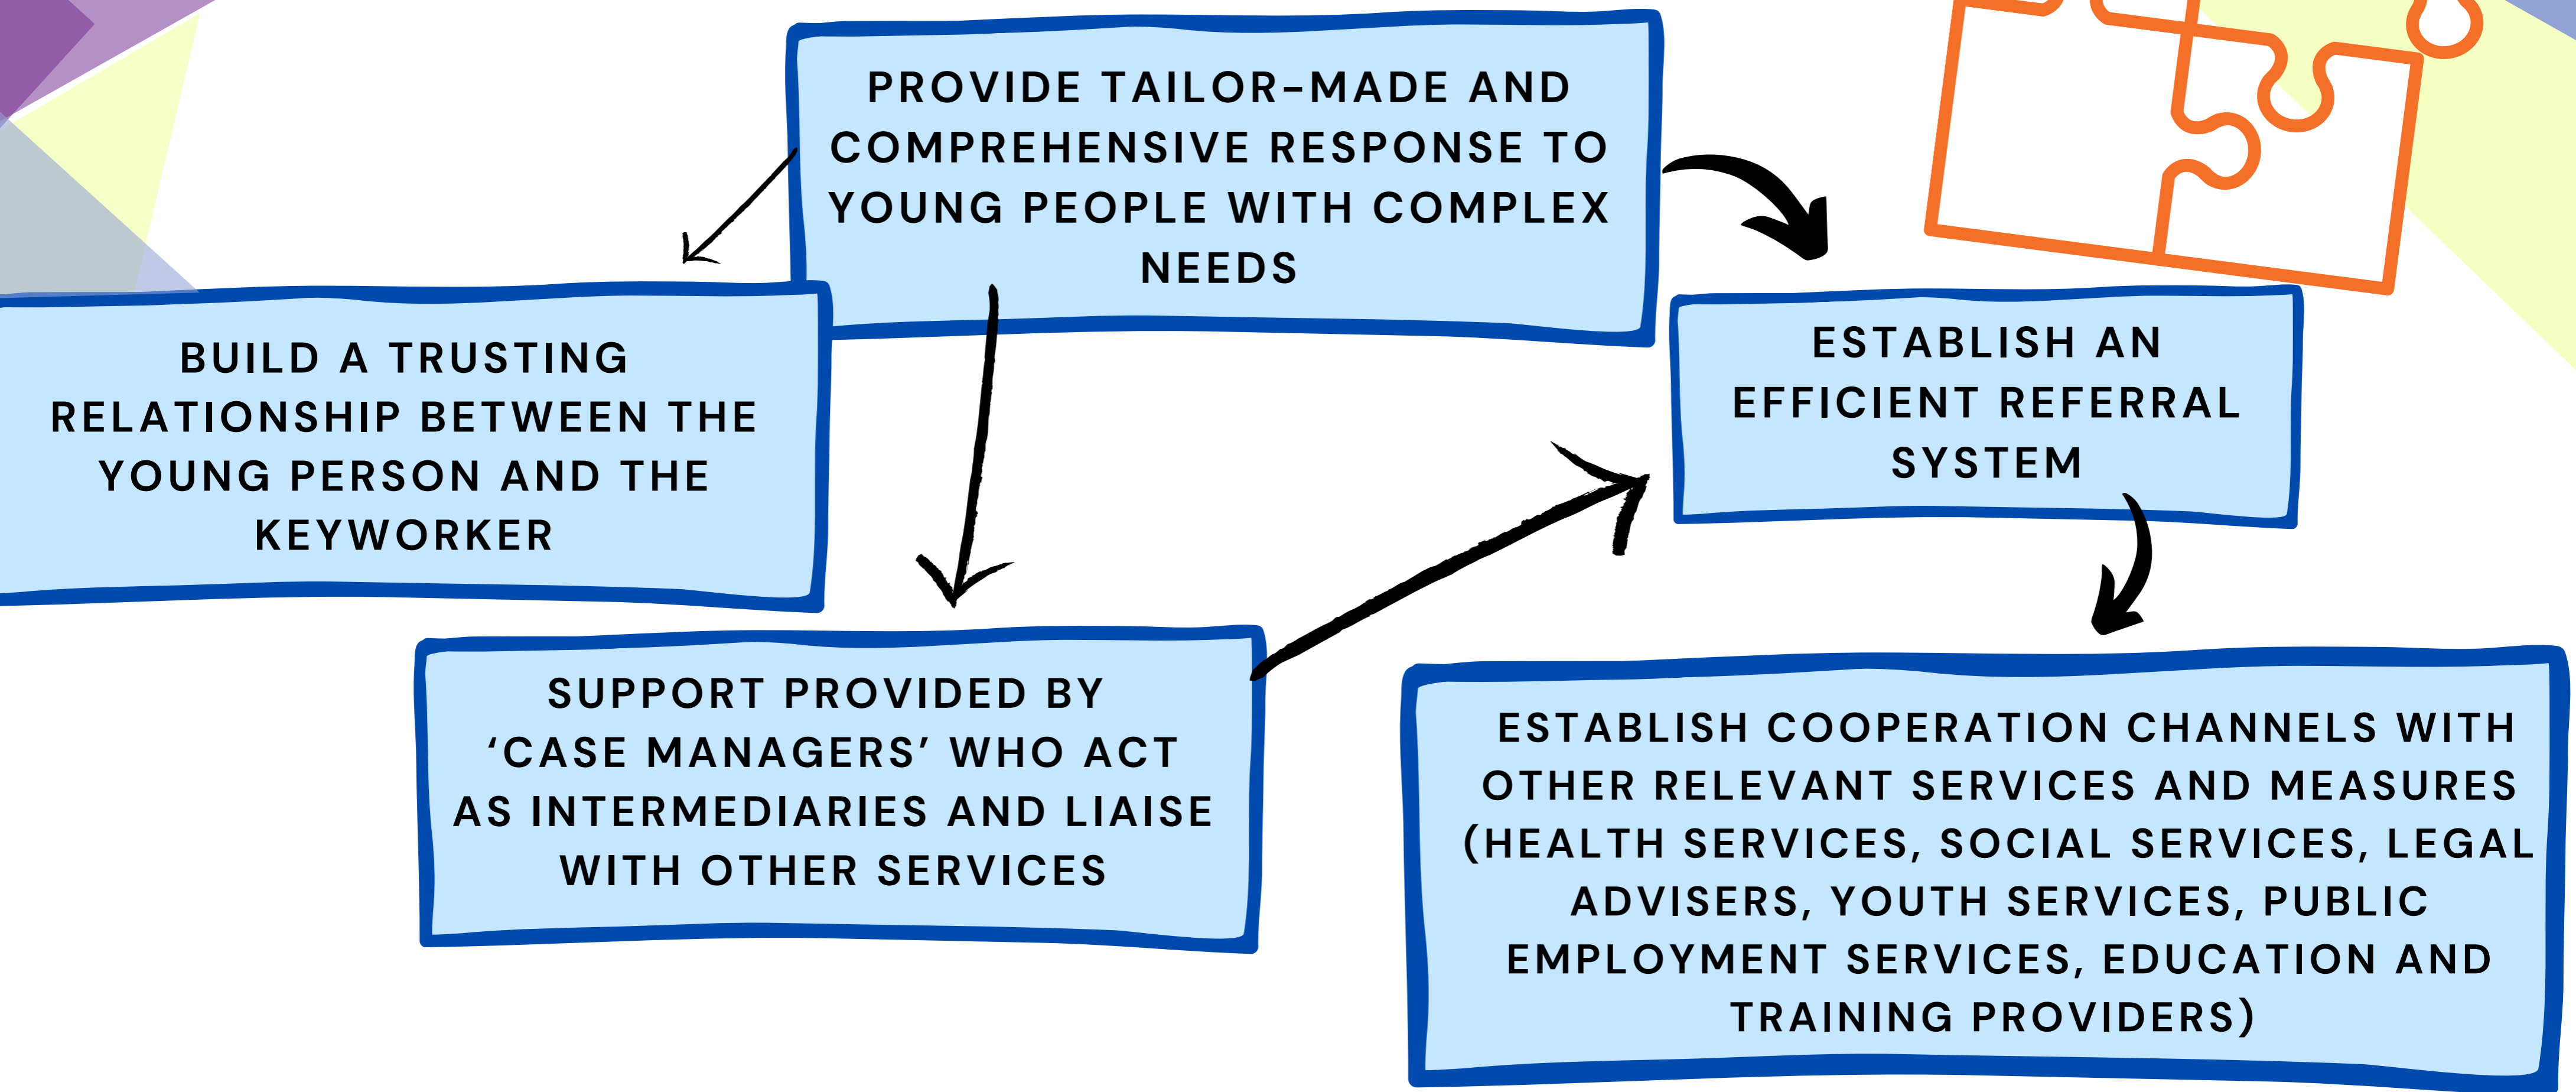 PROVIDE TAILOR-MADE AND
COMPREHENSIVE RESPONSE TO
YOUNG PEOPLE WITH COMPLEX
NEEDS
BUILD A TRUSTING
RELATIONSHIP BETWEEN THE
YOUNG PERSON AND THE
KEYWORKER
ESTABLISH AN
EFFICIENT REFERRAL
SYSTEM
SUPPORT PROVIDED BY
‘CASE MANAGERS’ WHO ACT
AS INTERMEDIARIES AND LIAISE
WITH OTHER SERVICES
ESTABLISH COOPERATION CHANNELS WITH
OTHER RELEVANT SERVICES AND MEASURES
(HEALTH SERVICES, SOCIAL SERVICES, LEGAL
ADVISERS, YOUTH SERVICES, PUBLIC
EMPLOYMENT SERVICES, EDUCATION AND
TRAINING PROVIDERS)